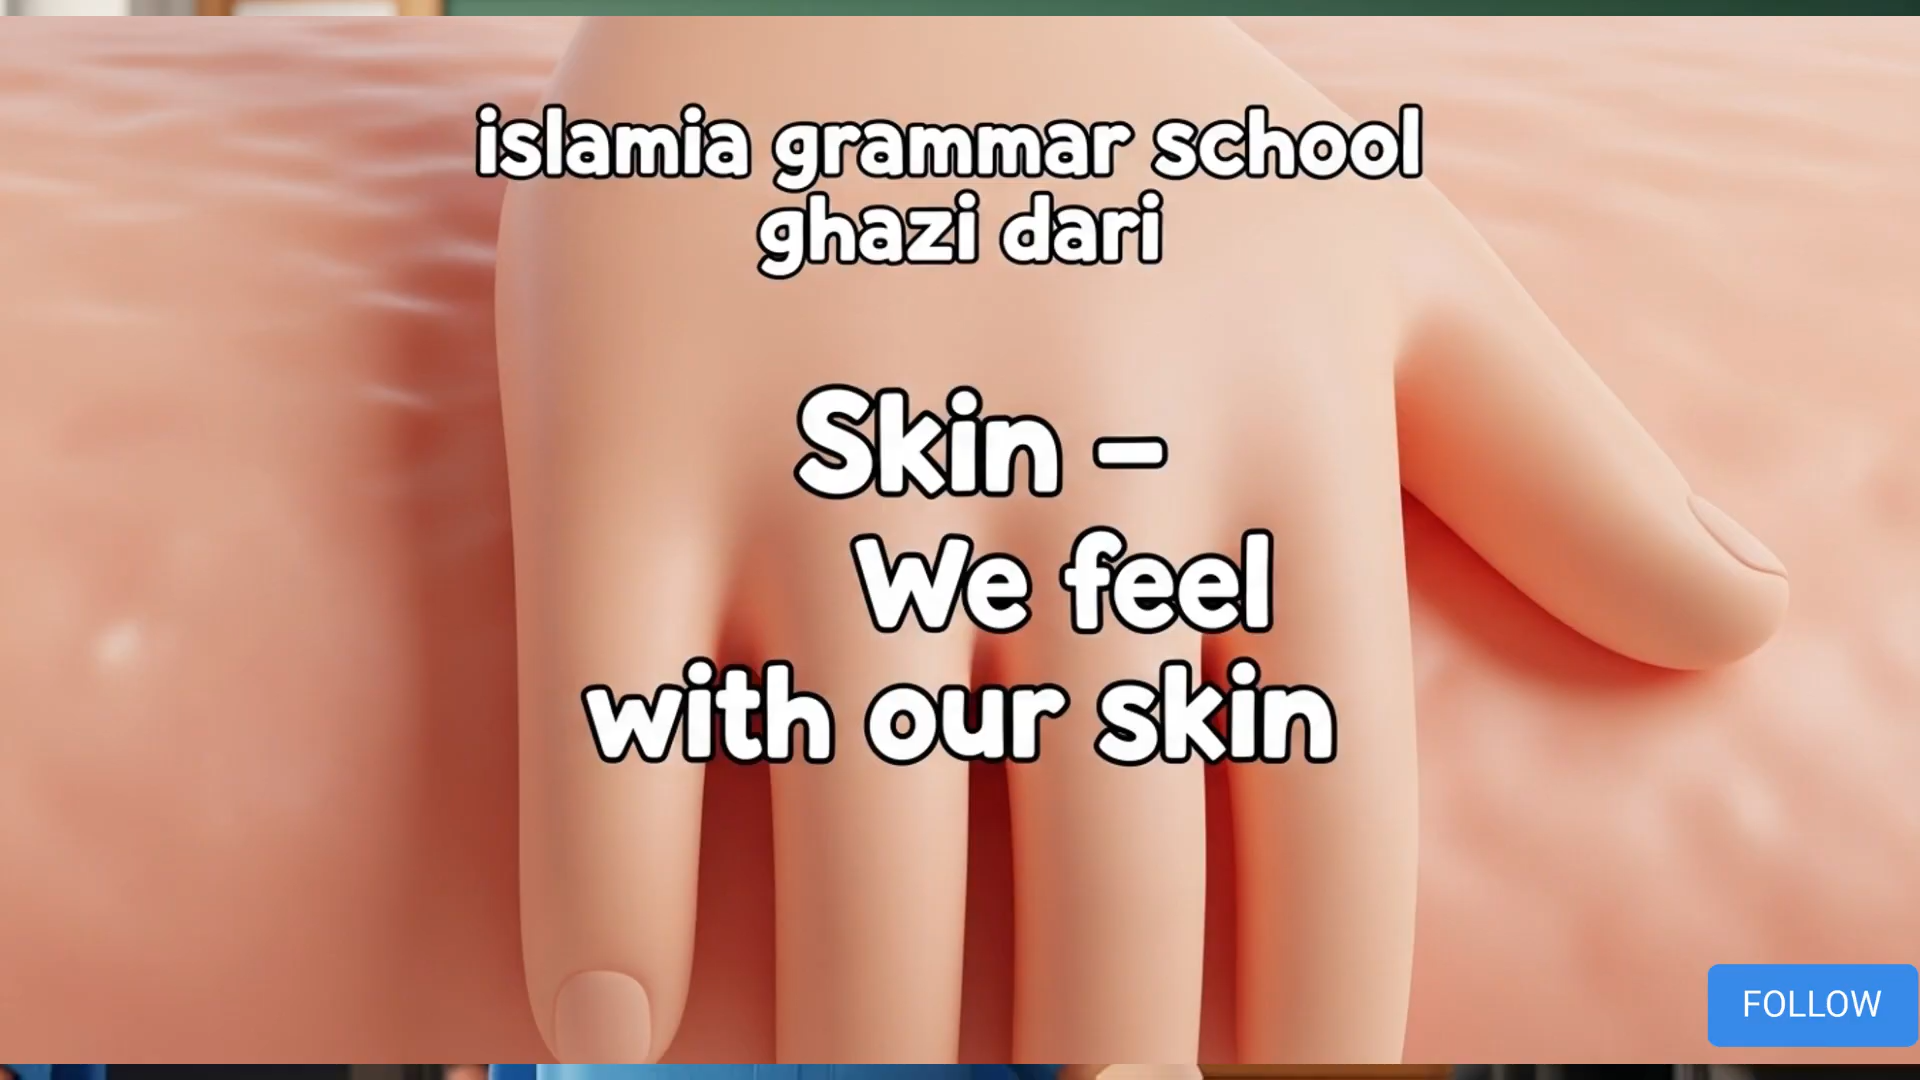 islamia grammar school
ghazi dari
Skin -
We feel
with our skin
FOLLOW